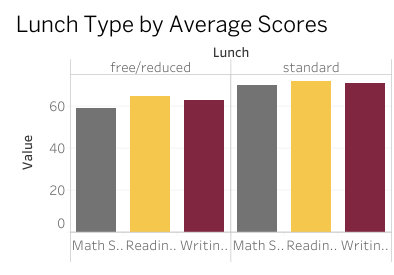 Lunch Type by Average Scores
Lunch
free/reduced standard
Value
60
40
20
0
Math S.. Readin.. Writin.. Math S.. Readin.. Writin..